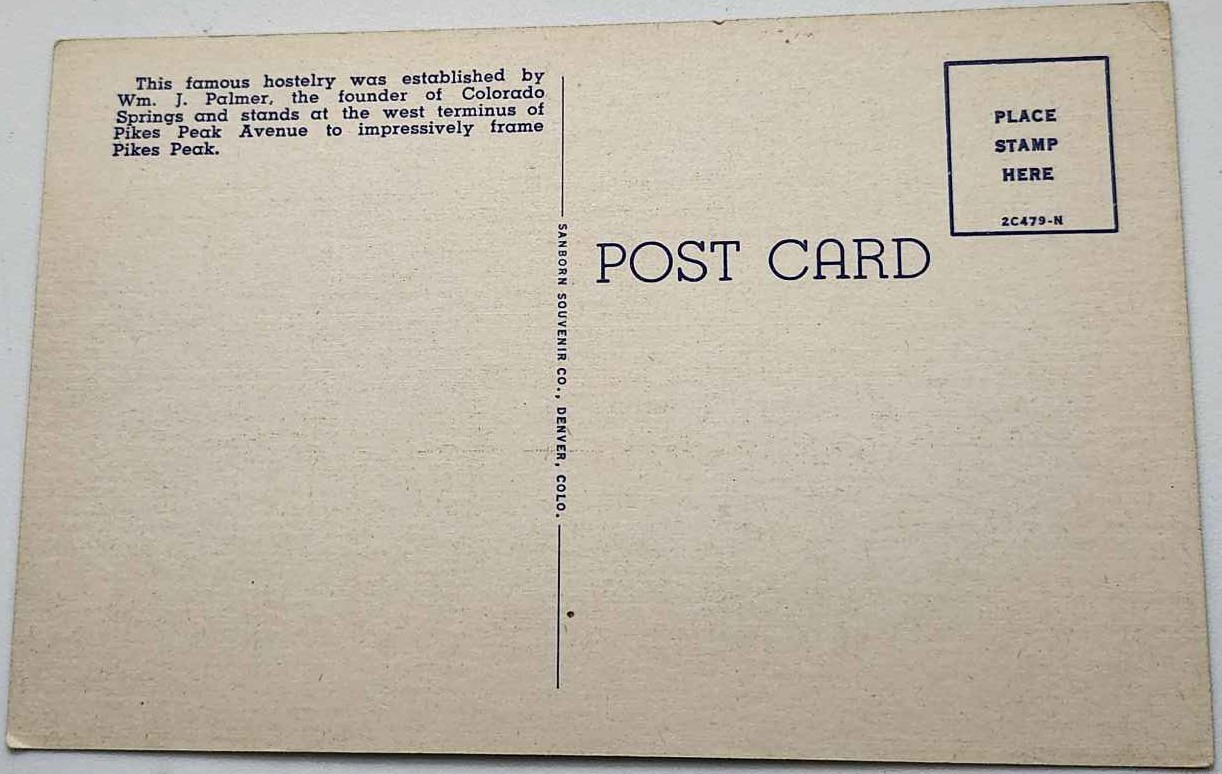 This famous hostelry was established by
Wm. J. Palmer, the founder of Colorado
Springs and stands at the west terminus of
Pikes Peak Avenue to impressively frame
Pikes Peak.
SANBORN SOUVENIR CO., DENVER, COLO.
POST CARD
PLACE
STAMP
HERE
2C479-N